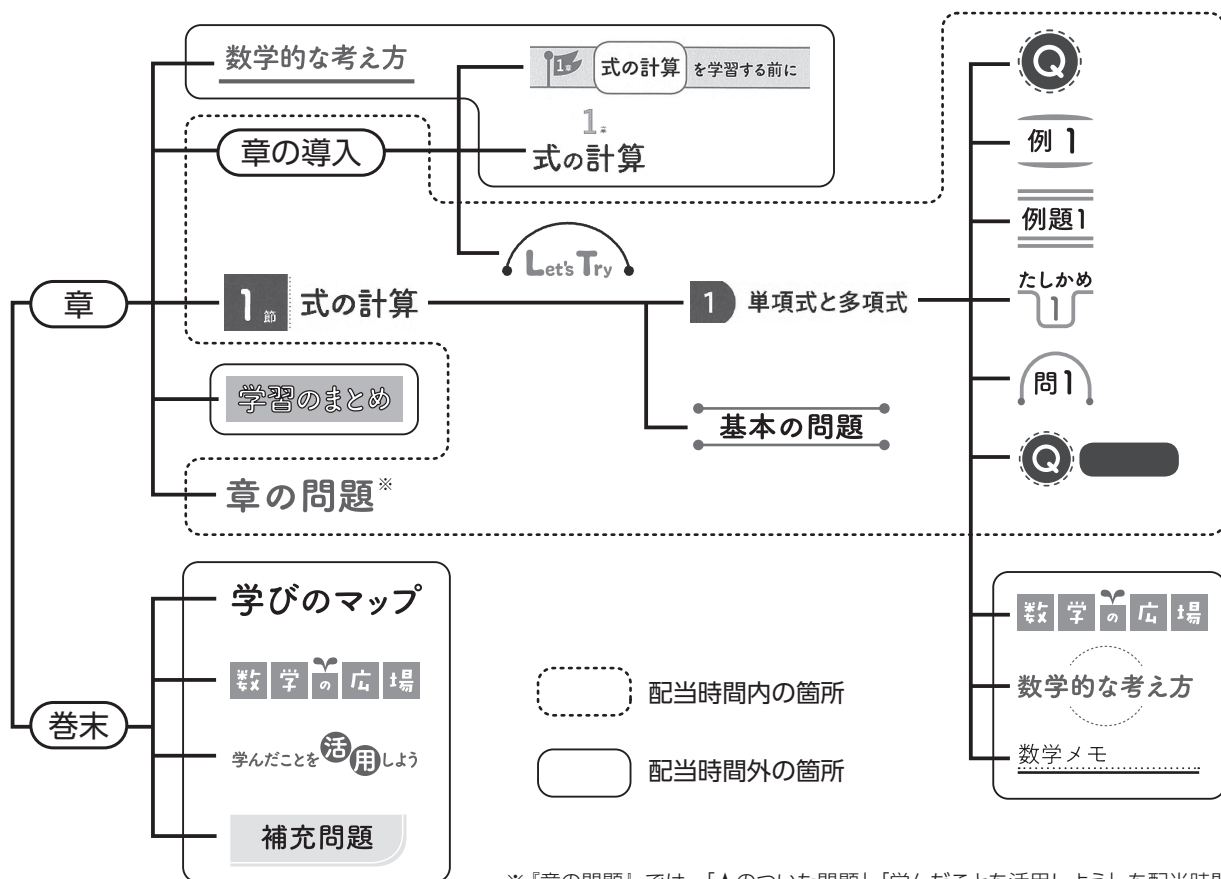 数学的な考え方
1章 式の計算 を学習する前に
1章
式の計算
章の導入
Let's Try
章
1節 式の計算
1 単項式と多項式
基本の問題
学習のまとめ
章の問題※
Q
例 1
例題1
たしかめ
1
問1
Q
数学の広場
数学的な考え方
数学メモ
巻末
学びのマップ
数学の広場
学んだことを活用しよう
補充問題
配当時間内の箇所
配当時間外の箇所